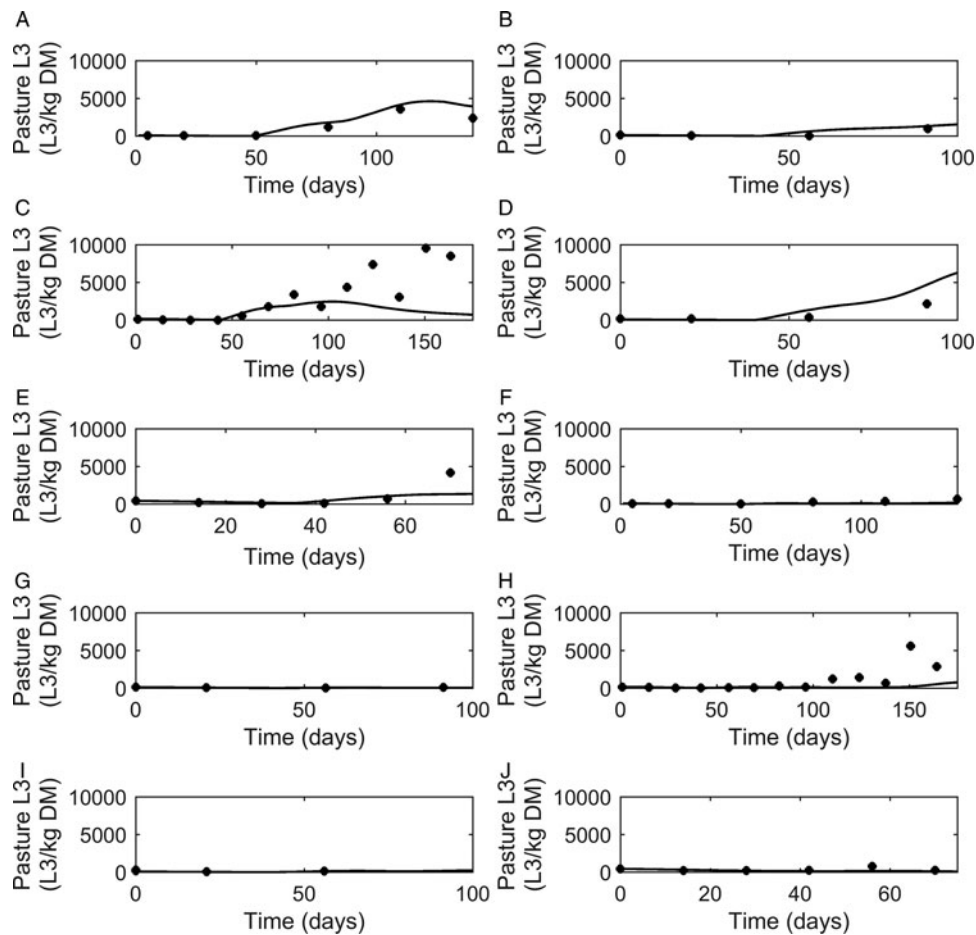 A
Pasture L3
(L3/kg DM)
10000
5000
0
0 50 100
Time (days)
B
Pasture L3
(L3/kg DM)
10000
5000
0
0 50 100
Time (days)
C
Pasture L3
(L3/kg DM)
10000
5000
0
0 50 100 150
Time (days)
D
Pasture L3
(L3/kg DM)
10000
5000
0
0 50 100
Time (days)
E
Pasture L3
(L3/kg DM)
10000
5000
0
0 20 40 60
Time (days)
F
Pasture L3
(L3/kg DM)
10000
5000
0
0 50 100
Time (days)
G
Pasture L3
(L3/kg DM)
10000
5000
0
0 50 100
Time (days)
H
Pasture L3
(L3/kg DM)
10000
5000
0
0 50 100 150
Time (days)
I
Pasture L3
(L3/kg DM)
10000
5000
0
0 50 100
Time (days)
J
Pasture L3
(L3/kg DM)
10000
5000
0
0 20 40 60
Time (days)